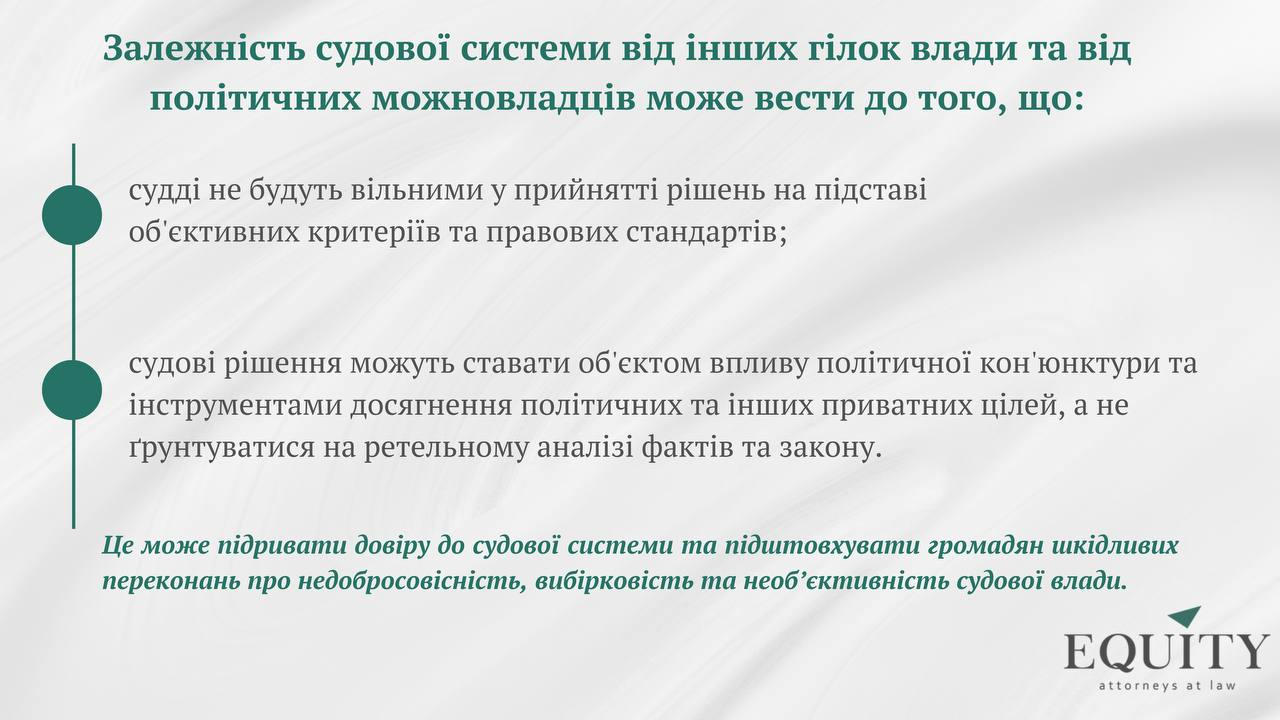 Залежність судової системи від інших гілок влади та від
політичних можновладців може вести до того, що:
судді не будуть вільними у прийнятті рішень на підставі
об'єктивних критеріїв та правових стандартів;
судові рішення можуть ставати об'єктом впливу політичної кон'юнктури та
інструментами досягнення політичних та інших приватних цілей, а не
ґрунтуватися на ретельному аналізі фактів та закону.
Це може підривати довіру до судової системи та підштовхувати громадян шкідливих
переконань про недобросовісність, вибірковість та необ’єктивність судової влади.
EQUITY
attorneys at law